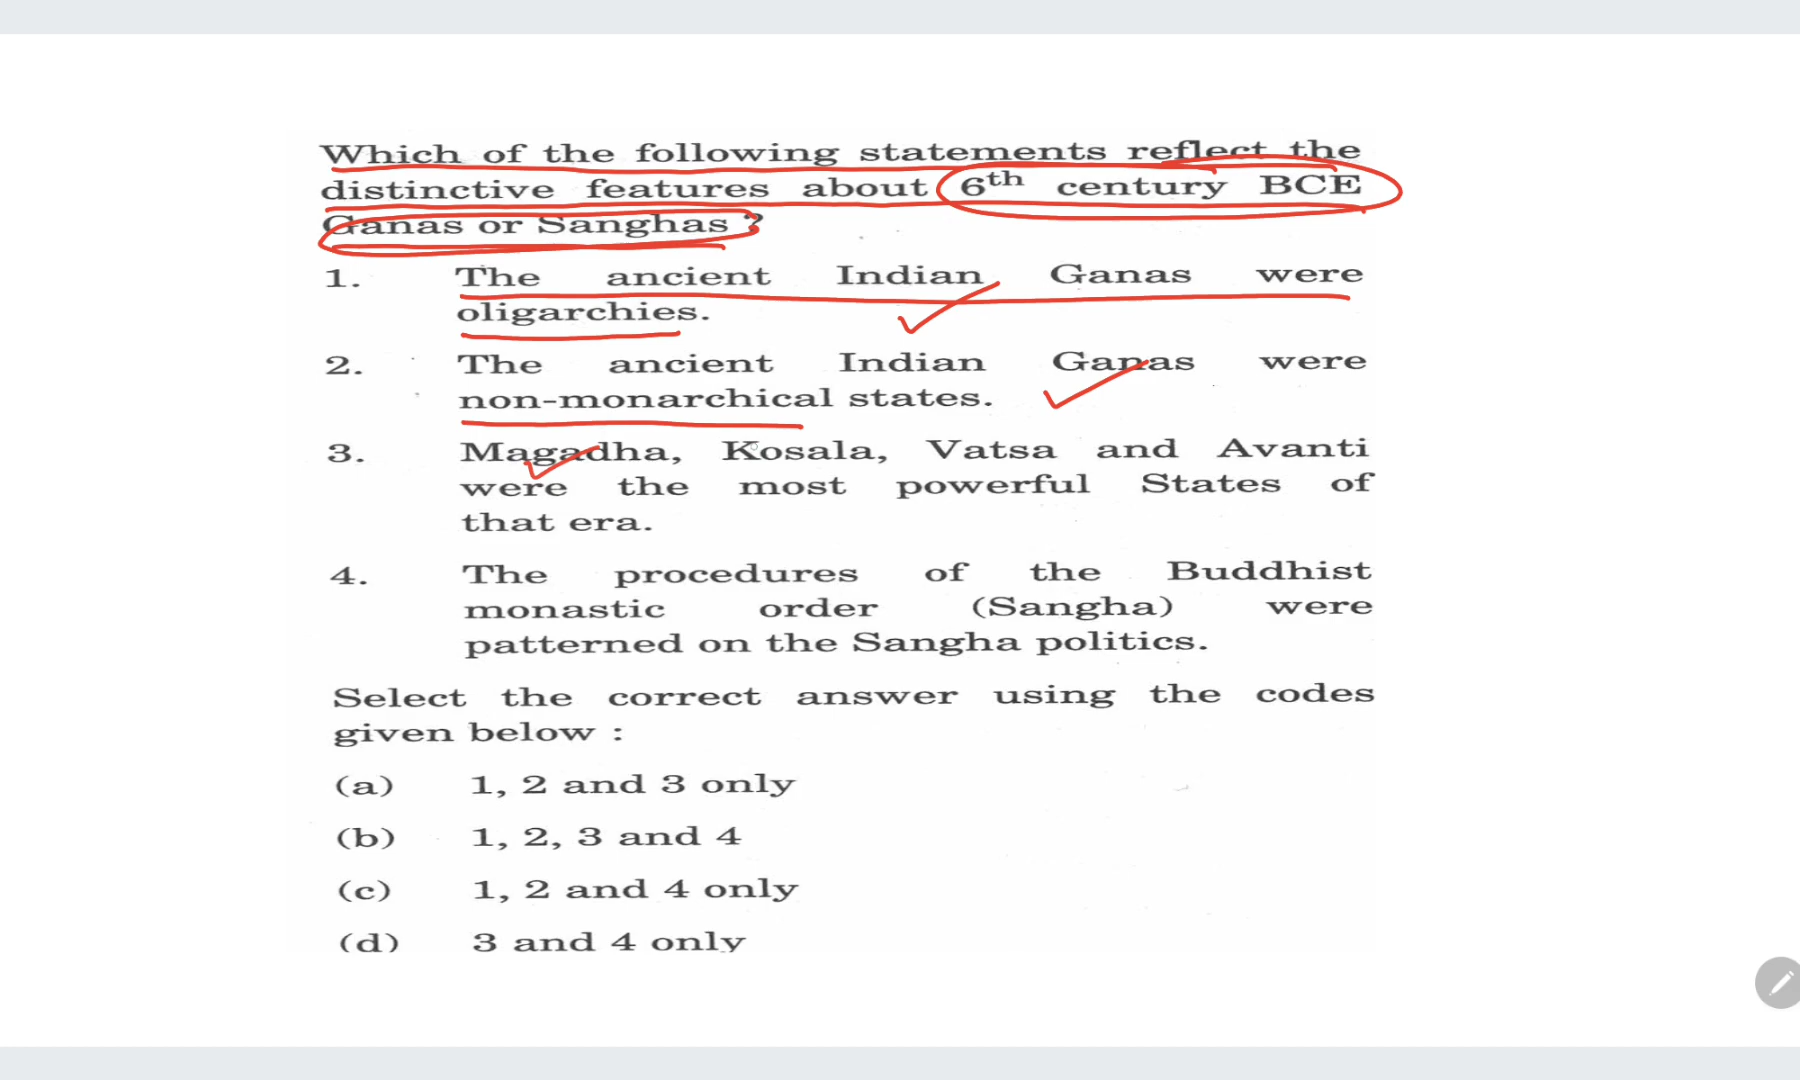 Which of the following statements reflect the
distinctive features about 6th century BCE
Ganas or Sanghas ?
1. The ancient Indian Ganas were
oligarchies.
2. The ancient Indian Ganas were
non-monarchical states.
3. Magadha, Kosala, Vatsa and Avanti
were the most powerful States of
that era.
4. The procedures of the Buddhist
monastic order (Sangha) were
patterned on the Sangha politics.
Select the correct answer using the codes
given below :
(a) 1, 2 and 3 only
(b) 1, 2, 3 and 4
(c) 1, 2 and 4 only
(d) 3 and 4 only